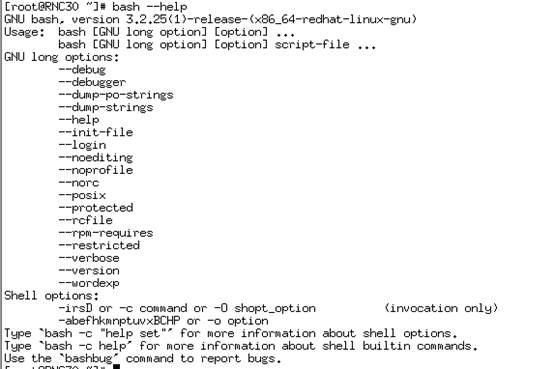 [root@RNC30 ~]# bash --help
GNU bash, version 3.2.25(1)-release-(x86_64-redhat-linux-gnu)
Usage:  bash [GNU long option] [option] ...
        bash [GNU long option] [option] script-file ...
GNU long options:
        --debug
        --debugger
        --dump-po-strings
        --dump-strings
        --help
        --init-file
        --login
        --noediting
        --noprofile
        --norc
        --posix
        --protected
        --rcfile
        --rpm-requires
        --restricted
        --verbose
        --version
        --wordexp
Shell options:
        -irsD or -c command or -O shopt_option          (invocation only)
        -abefhkmnptuvxBCHP or -o option
Type `bash -c "help set"' for more information about shell options.
Type `bash -c help' for more information about shell builtin commands.
Use the `bashbug' command to report bugs.
[root@RNC30 ~]#